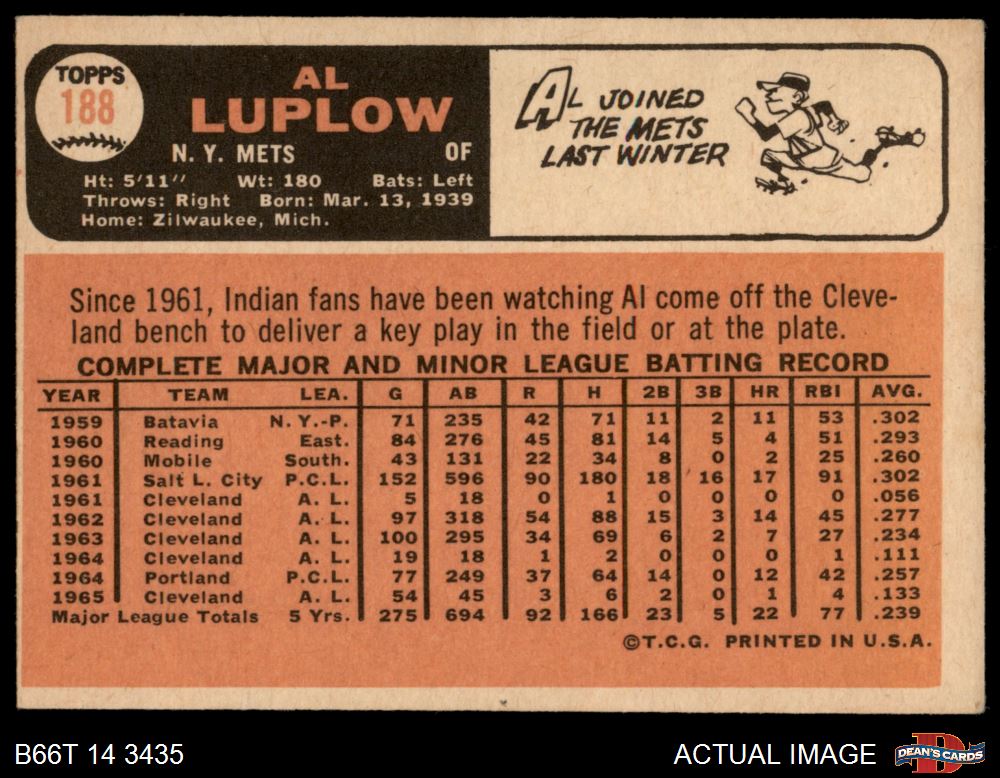 TOPPS
188
AL
LUPLOW
N. Y. METS OF
Ht: 5'11" Wt: 180 Bats: Left
Throws: Right Born: Mar. 13, 1939
Home: Zilwaukee, Mich.
AL JOINED
THE METS
LAST WINTER
Since 1961, Indian fans have been watching Al come off the Cleve-
land bench to deliver a key play in the field or at the plate.
COMPLETE MAJOR AND MINOR LEAGUE BATTING RECORD
YEAR TEAM LEA. G AB R H 2B 3B HR RBI AVG.
1959 Batavia N. Y.-P. 71 235 42 71 11 2 11 53 .302
1960 Reading East. 84 276 45 81 14 5 4 51 .293
1960 Mobile South. 43 131 22 34 8 0 2 25 .260
1961 Salt L. City P.C.L. 152 596 90 180 18 16 17 91 .302
1961 Cleveland A. L. 5 18 0 1 0 0 0 0 .056
1962 Cleveland A. L. 97 318 54 88 15 3 14 45 .277
1963 Cleveland A. L. 100 295 34 69 6 2 7 27 .234
1964 Cleveland A. L. 19 18 1 2 0 0 0 1 .111
1964 Portland P.C.L. 77 249 37 64 14 0 12 42 .257
1965 Cleveland A. L. 54 45 3 6 2 0 1 4 .133
Major League Totals 5 Yrs. 275 694 92 166 23 5 22 77 .239
©T.C.G. PRINTED IN U.S.A.
B66T 14 3435 ACTUAL IMAGE
DEAN'S CARDS